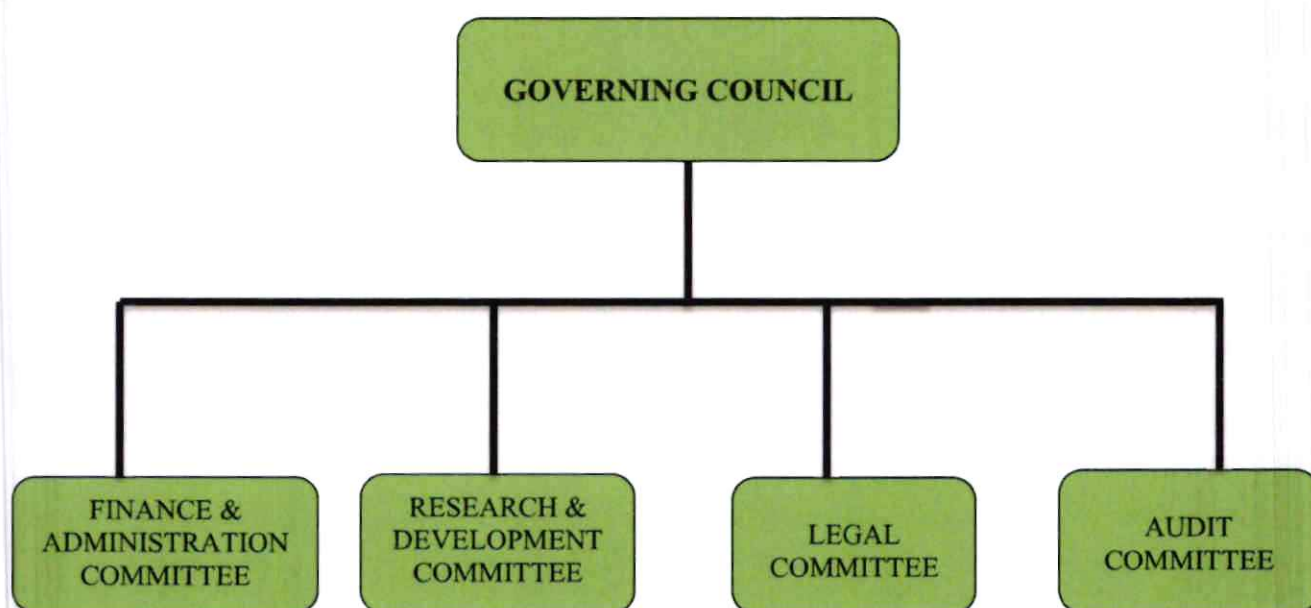 GOVERNING COUNCIL
FINANCE &
ADMINISTRATION
COMMITTEE
RESEARCH &
DEVELOPMENT
COMMITTEE
LEGAL
COMMITTEE
AUDIT
COMMITTEE